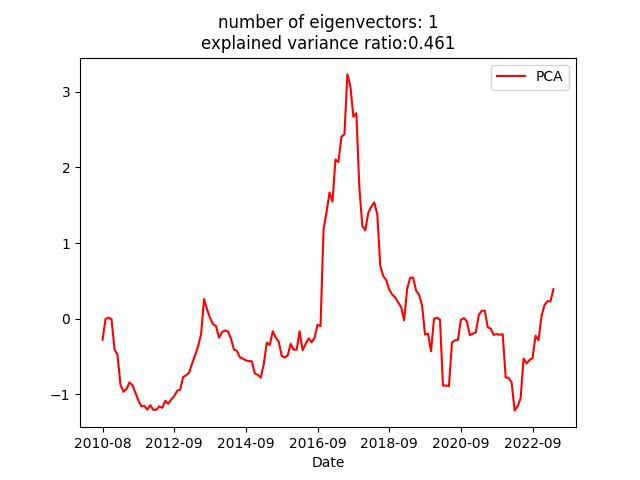 number of eigenvectors: 1
explained variance ratio:0.461
PCA
3
2
1
0
−1
2010-08 2012-09 2014-09 2016-09 2018-09 2020-09 2022-09
Date